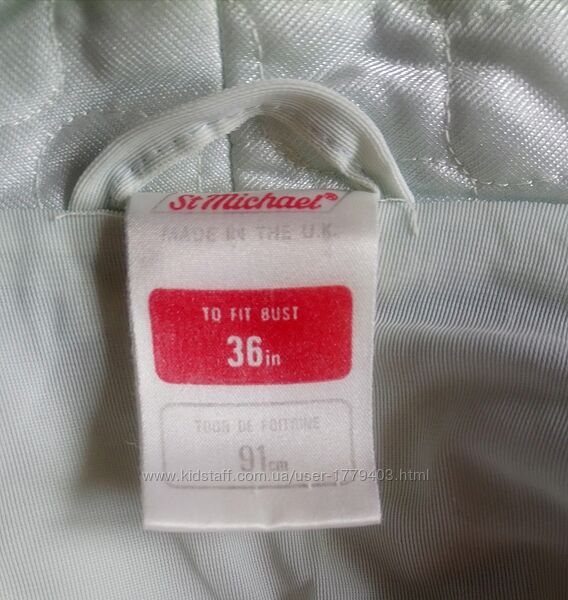 St Michael®
MADE IN THE U.K.
TO FIT BUST
36in
TOUR DE POITRINE
91cm
www.kidstaff.com.ua/user-1779403.html